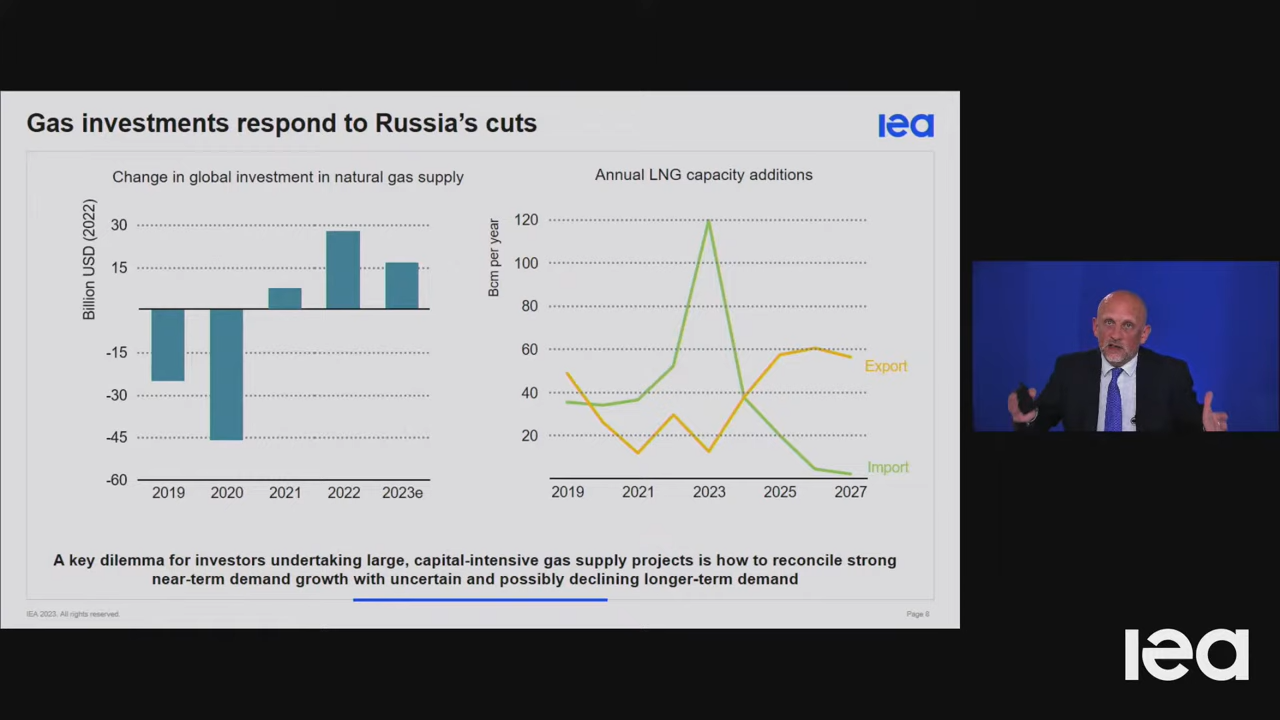 Gas investments respond to Russia's cuts
iea
Change in global investment in natural gas supply
Billion USD (2022)
30
15
-15
-30
-45
-60
2019 2020 2021 2022 2023e
Annual LNG capacity additions
Bcm per year
120
100
80
60
40
20
Export
Import
2019 2021 2023 2025 2027
A key dilemma for investors undertaking large, capital-intensive gas supply projects is how to reconcile strong
near-term demand growth with uncertain and possibly declining longer-term demand
IEA 2023. All rights reserved.
Page 6
iea